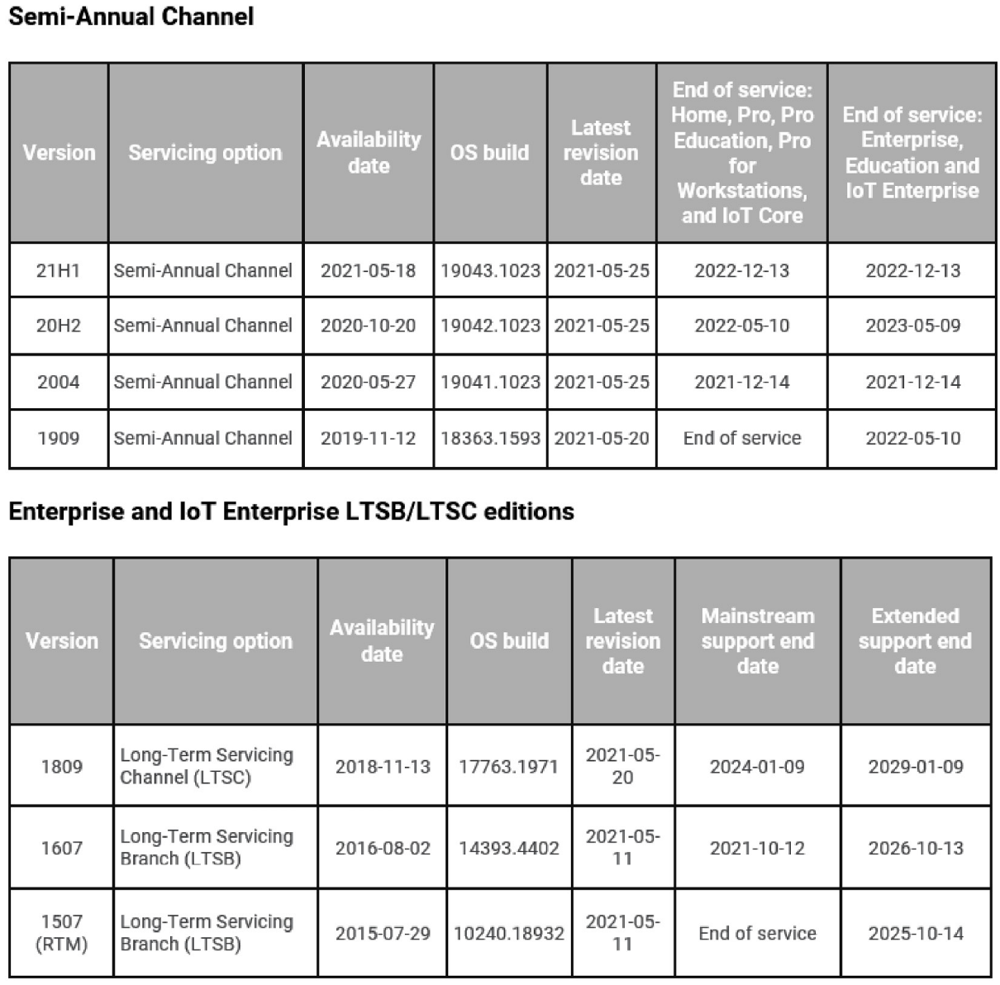 Semi-Annual Channel
Version Servicing option Availability date OS build Latest revision date End of service: Home, Pro, Pro Education, Pro for Workstations, and IoT Core End of service: Enterprise, Education and IoT Enterprise
21H1 Semi-Annual Channel 2021-05-18 19043.1023 2021-05-25 2022-12-13 2022-12-13
20H2 Semi-Annual Channel 2020-10-20 19042.1023 2021-05-25 2022-05-10 2023-05-09
2004 Semi-Annual Channel 2020-05-27 19041.1023 2021-05-25 2021-12-14 2021-12-14
1909 Semi-Annual Channel 2019-11-12 18363.1593 2021-05-20 End of service 2022-05-10
Enterprise and IoT Enterprise LTSB/LTSC editions
Version Servicing option Availability date OS build Latest revision date Mainstream support end date Extended support end date
1809 Long-Term Servicing Channel (LTSC) 2018-11-13 17763.1971 2021-05-20 2024-01-09 2029-01-09
1607 Long-Term Servicing Branch (LTSB) 2016-08-02 14393.4402 2021-05-11 2021-10-12 2026-10-13
1507 (RTM) Long-Term Servicing Branch (LTSB) 2015-07-29 10240.18932 2021-05-11 End of service 2025-10-14